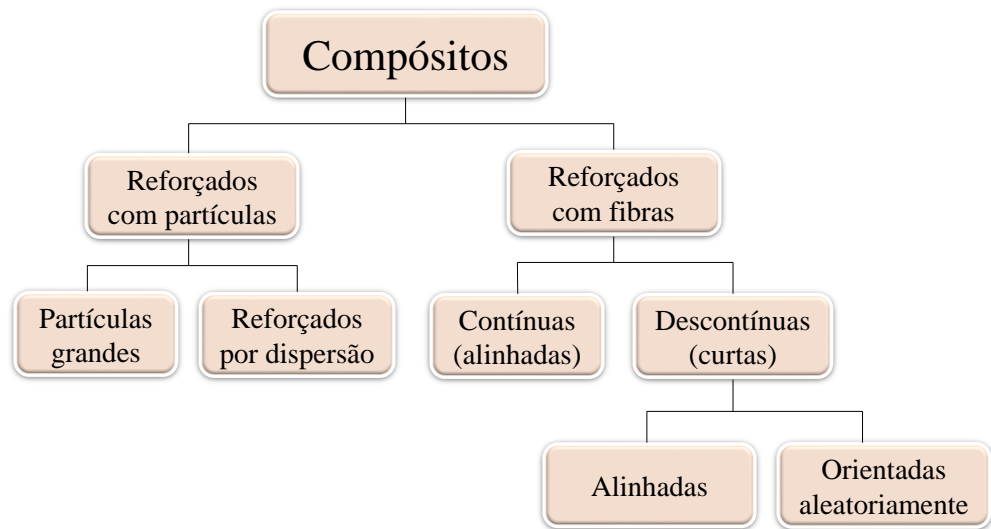 Compósitos
Reforçados
com partículas
Reforçados
com fibras
Partículas
grandes
Reforçados
por dispersão
Contínuas
(alinhadas)
Descontínuas
(curtas)
Alinhadas
Orientadas
aleatoriamente